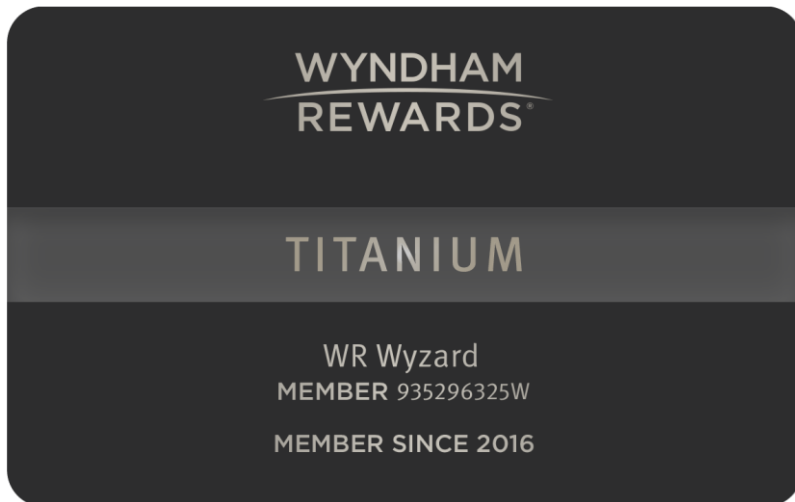 WYNDHAM
REWARDS®
TITANIUM
WR Wyzard
MEMBER 935296325W
MEMBER SINCE 2016